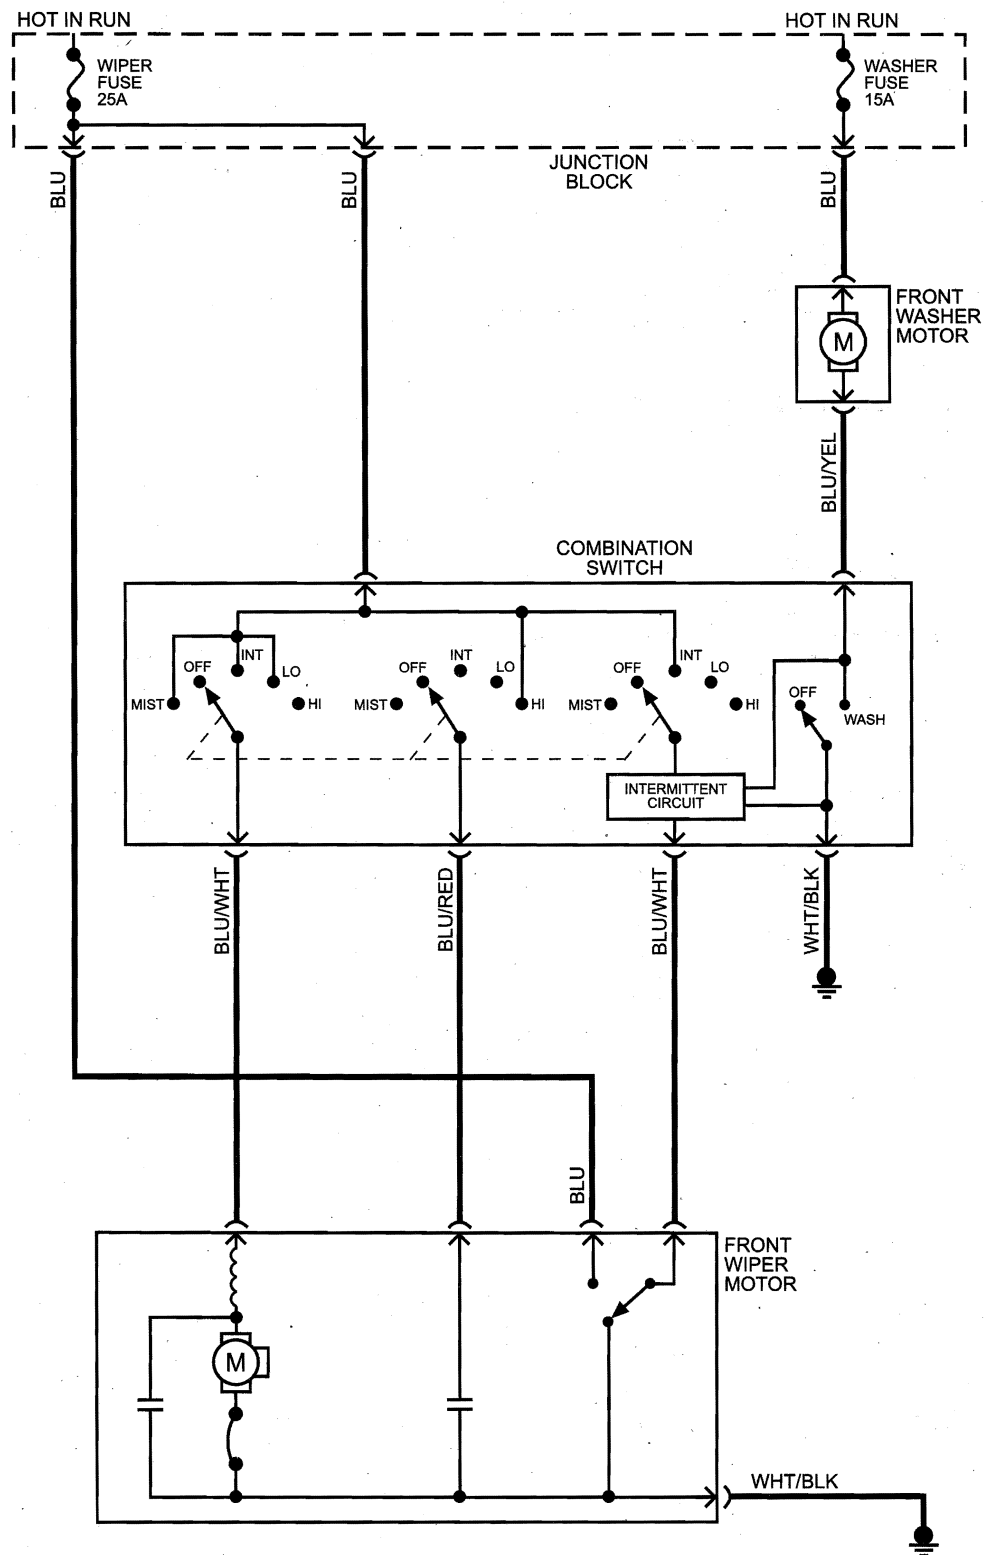 HOT IN RUN
HOT IN RUN
WIPER
FUSE
25A
WASHER
FUSE
15A
JUNCTION
BLOCK
BLU
BLU
BLU
FRONT
WASHER
MOTOR
M
BLU/YEL
COMBINATION
SWITCH
OFF
INT
LO
MIST
HI
OFF
INT
LO
MIST
HI
OFF
INT
LO
MIST
HI
OFF
WASH
INTERMITTENT
CIRCUIT
BLU/WHT
BLU/RED
BLU/WHT
WHT/BLK
BLU
FRONT
WIPER
MOTOR
M
WHT/BLK